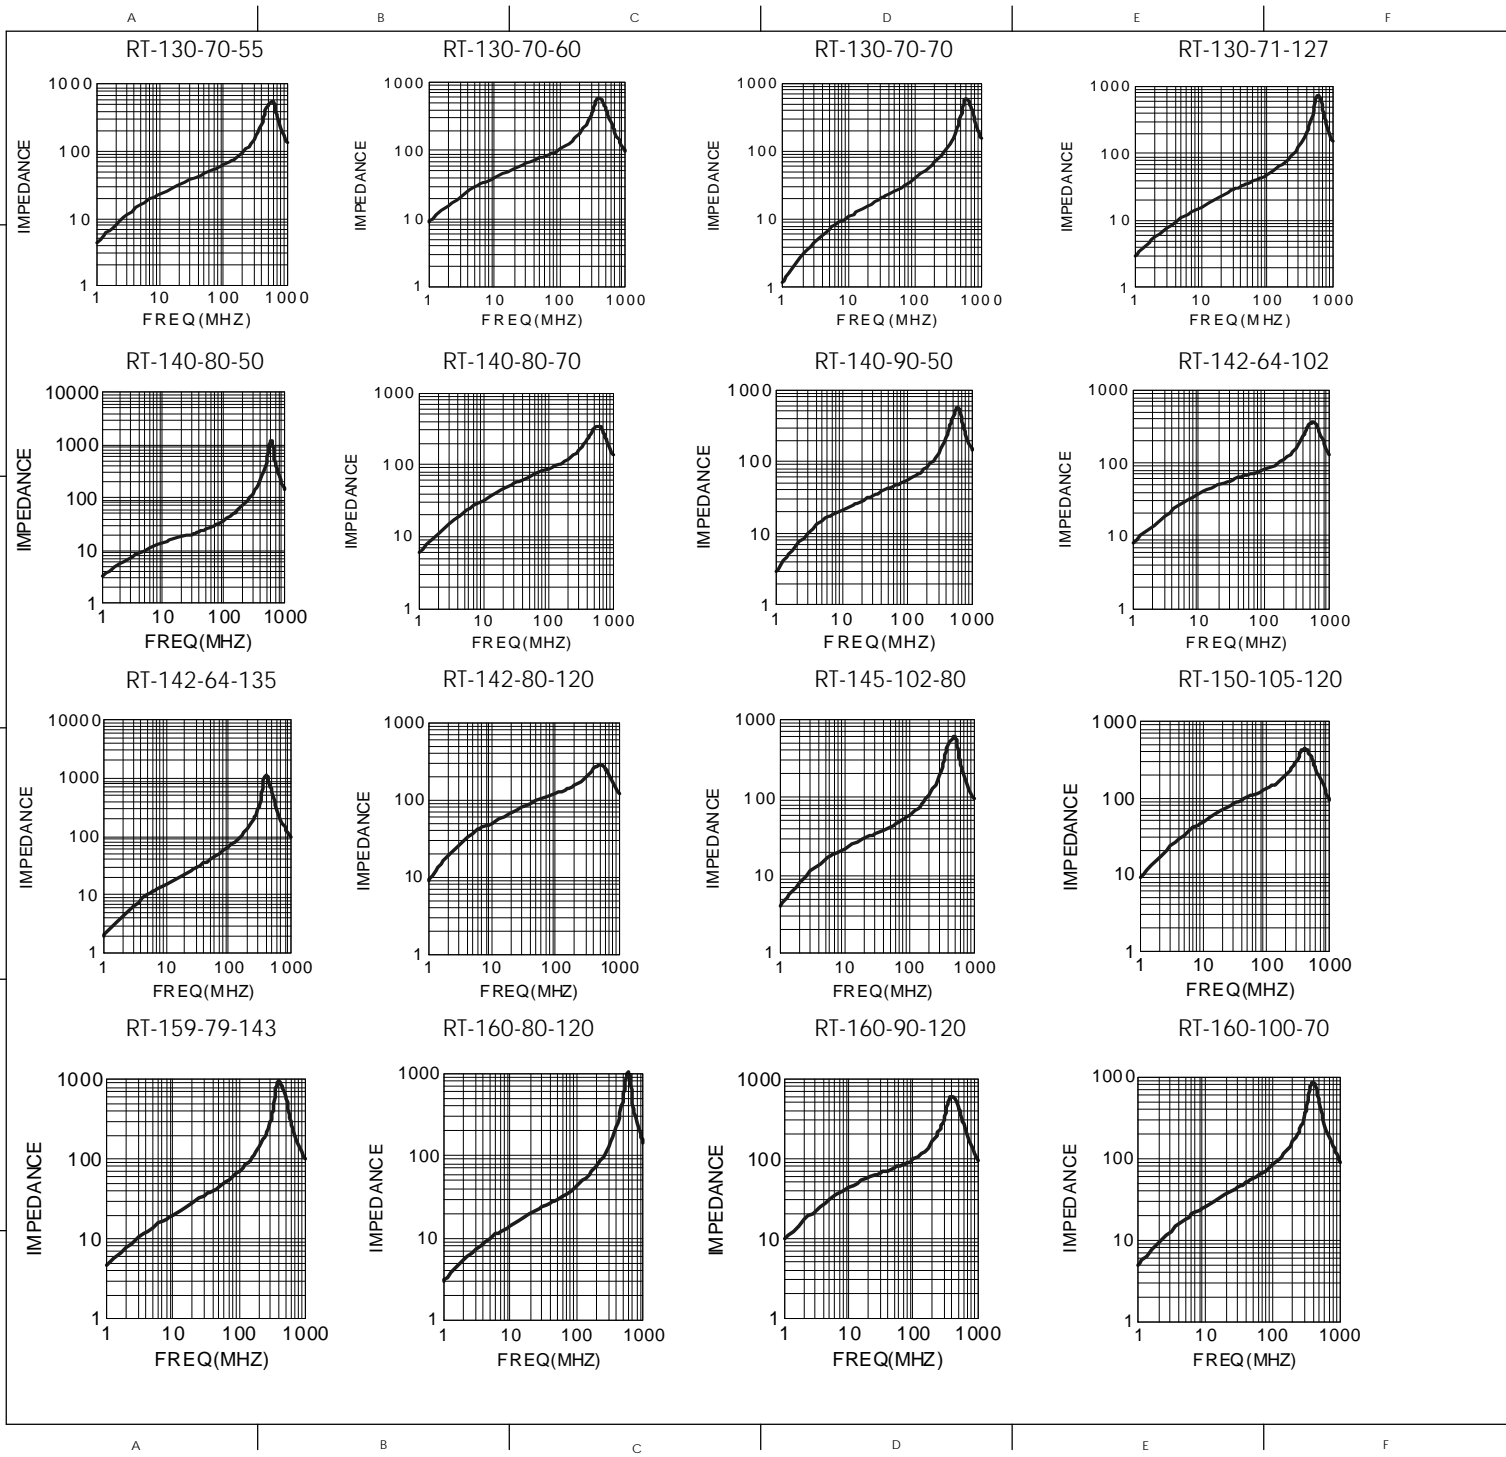 A B C D E F
RT-130-70-55 RT-130-70-60 RT-130-70-70 RT-130-71-127
1000 1000 1000 1000
100 100 100 100
IMPEDANCE IMPEDANCE IMPEDANCE IMPEDANCE
10 10 10 10
1 1 1 1
1 10 100 1000 1 10 100 1000 1 10 100 1000 1 10 100 1000
FREQ(MHZ) FREQ(MHZ) FREQ(MHZ) FREQ(MHZ)
RT-140-80-50 RT-140-80-70 RT-140-90-50 RT-142-64-102
10000 1000 1000 1000
1000 100 100 100
100
IMPEDANCE IMPEDANCE IMPEDANCE IMPEDANCE
10 10 10 10
1 1 1 1
1 10 100 1000 1 10 100 1000 1 10 100 1000 1 10 100 1000
FREQ(MHZ) FREQ(MHZ) FREQ(MHZ) FREQ(MHZ)
RT-142-64-135 RT-142-80-120 RT-145-102-80 RT-150-105-120
10000 1000 1000 1000
1000 100 100 100
100
IMPEDANCE IMPEDANCE IMPEDANCE IMPEDANCE
10 10 10 10
1 1 1 1
1 10 100 1000 1 10 100 1000 1 10 100 1000 1 10 100 1000
FREQ(MHZ) FREQ(MHZ) FREQ(MHZ) FREQ(MHZ)
RT-159-79-143 RT-160-80-120 RT-160-90-120 RT-160-100-70
1000 1000 1000 1000
100 100 100 100
IMPEDANCE IMPEDANCE IMPEDANCE IMPEDANCE
10 10 10 10
1 1 1 1
1 10 100 1000 1 10 100 1000 1 10 100 1000 1 10 100 1000
FREQ(MHZ) FREQ(MHZ) FREQ(MHZ) FREQ(MHZ)
A B C D E F